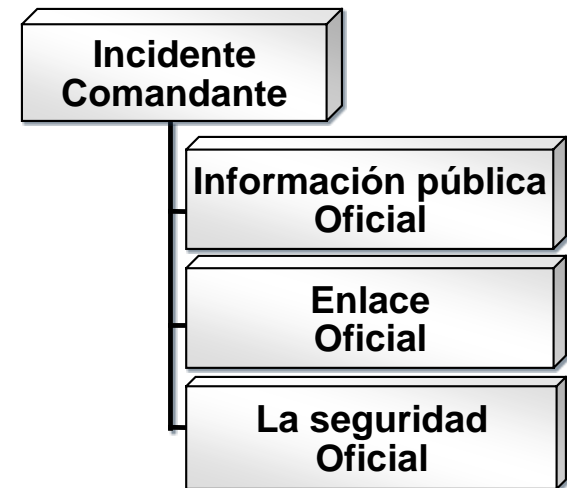 Incidente
Comandante
Información pública
Oficial
Enlace
Oficial
La seguridad
Oficial